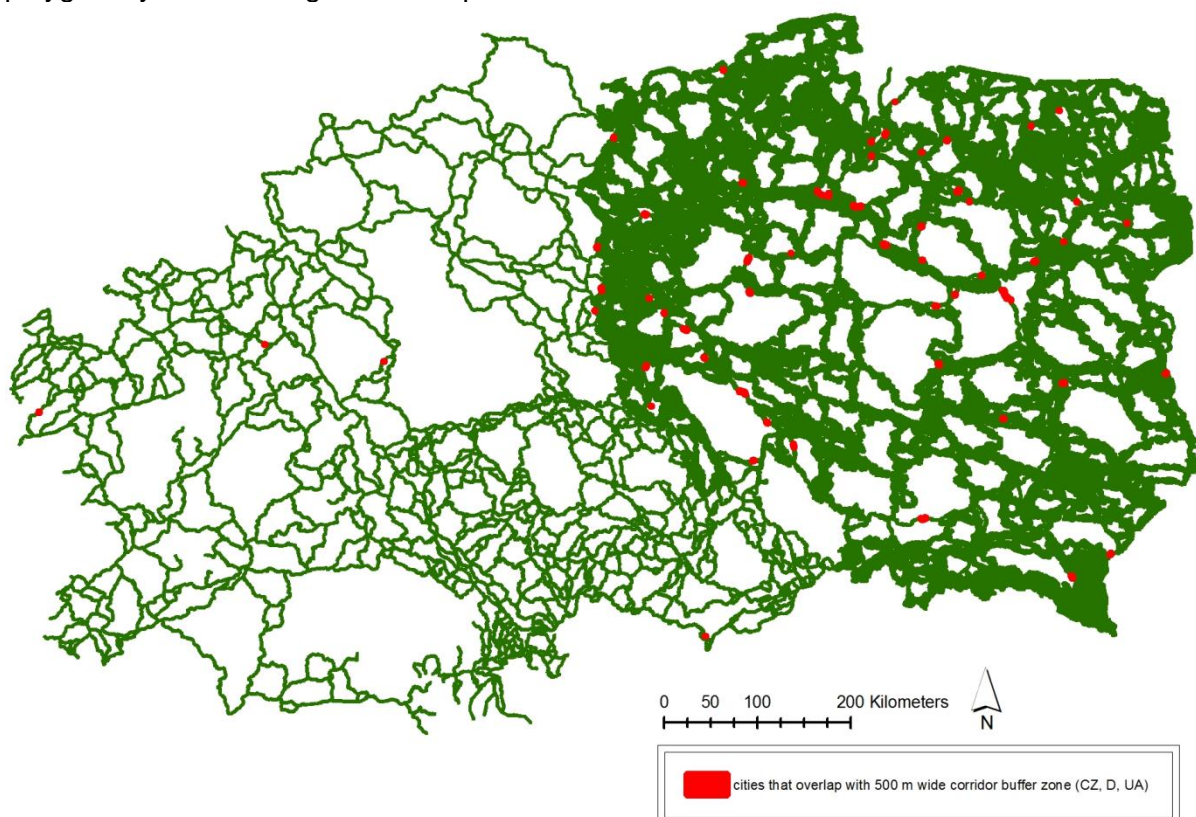 0 50 100 200 Kilometers
N
cities that overlap with 500 m wide corridor buffer zone (CZ, D, UA)